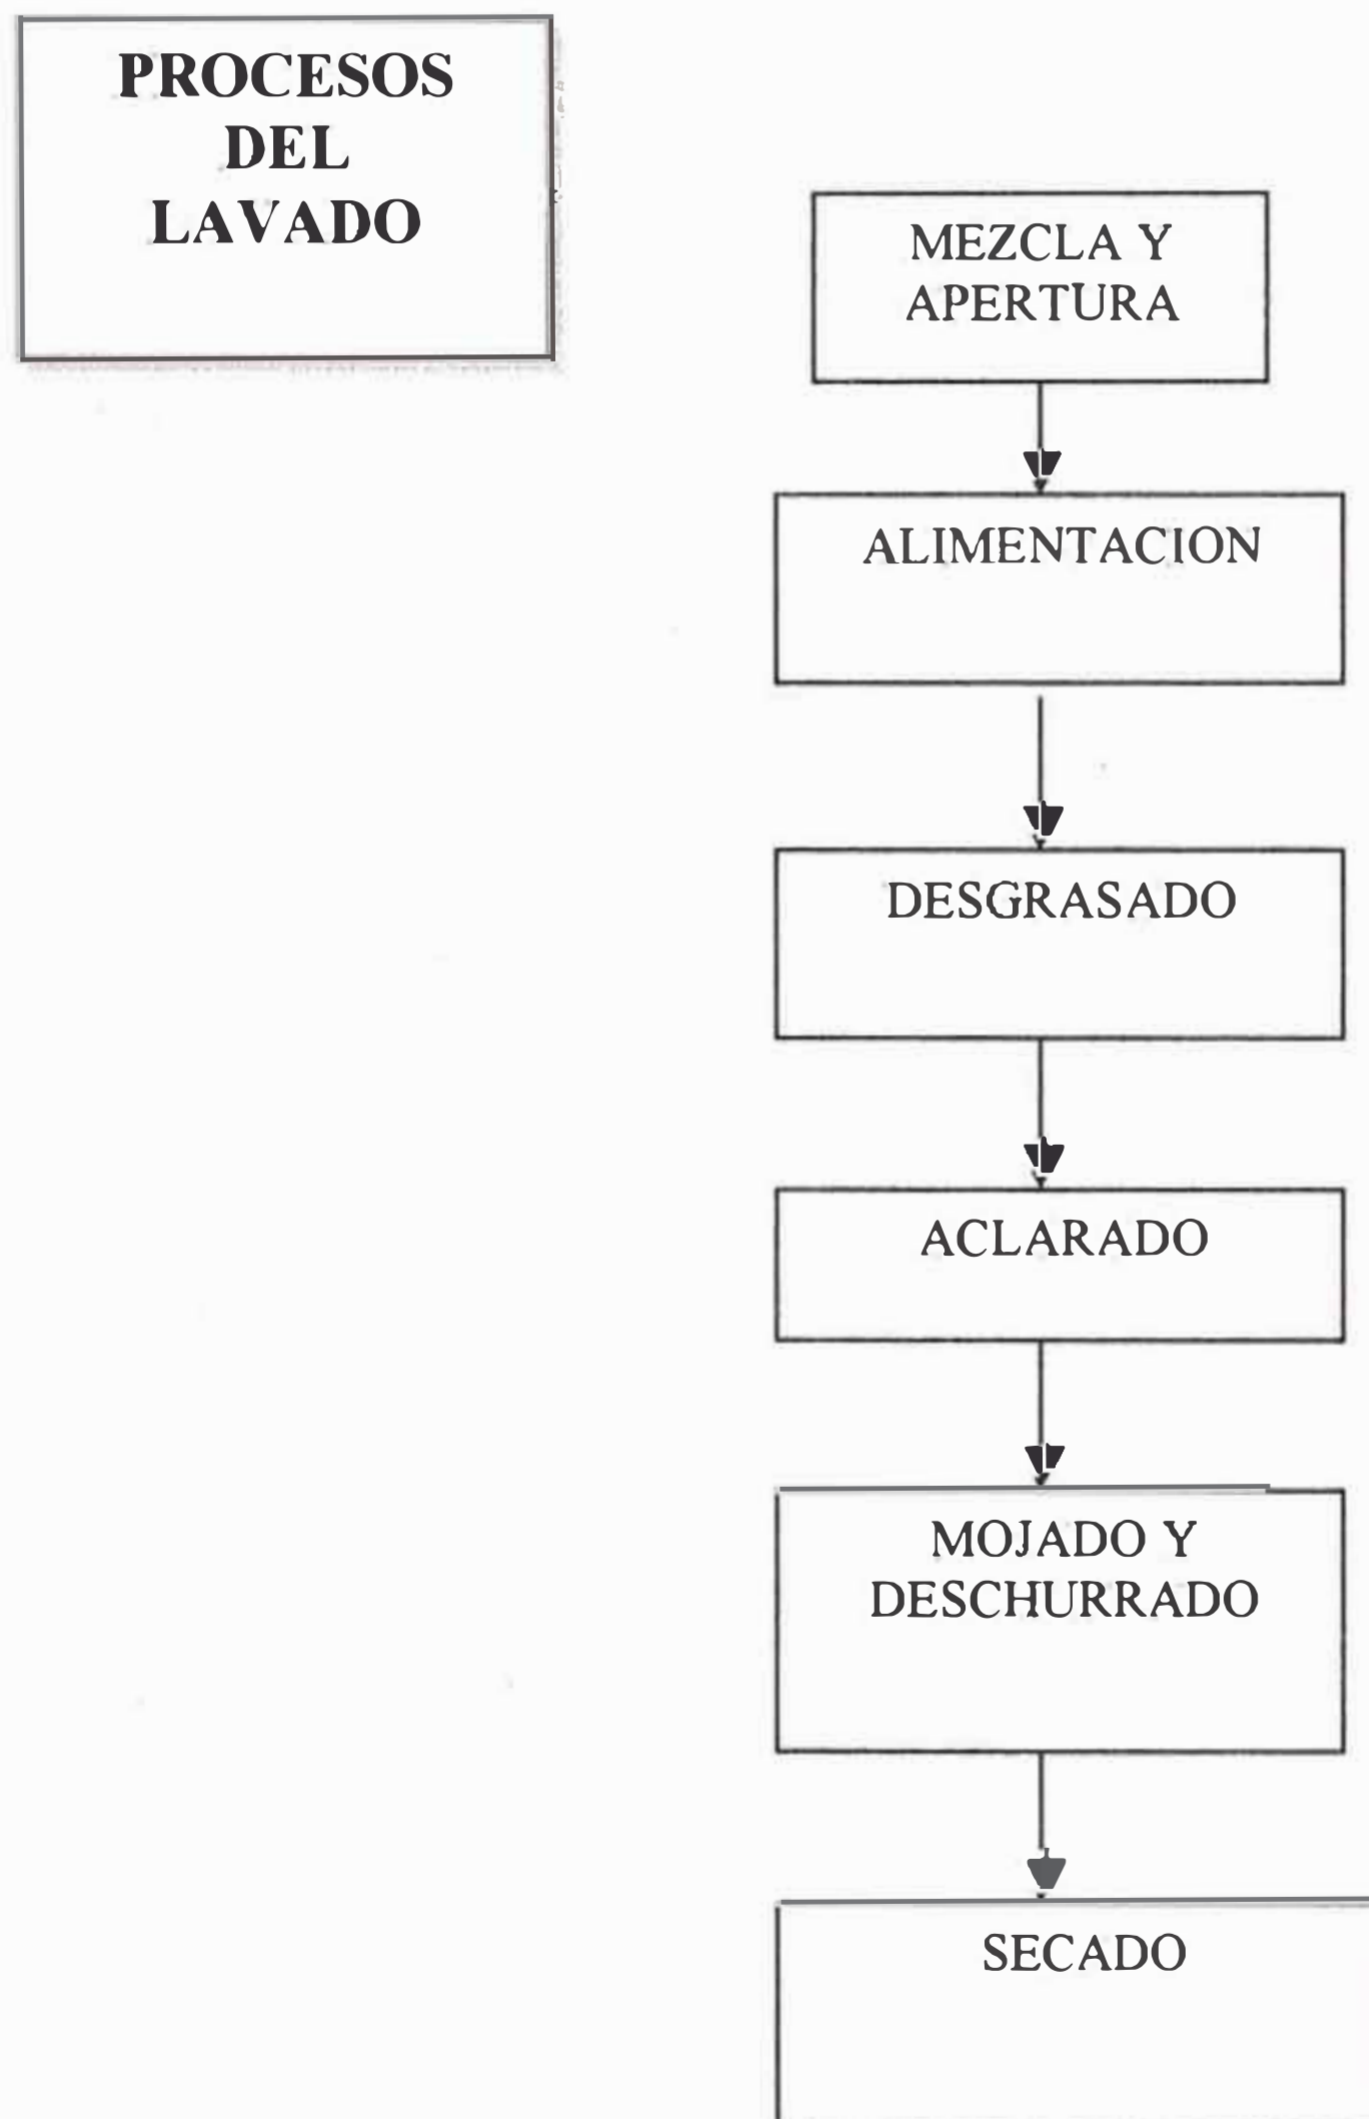 PROCESOS
DEL
LAVADO
MEZCLA Y
APERTURA
ALIMENTACION
DESGRASADO
ACLARADO
MOJADO Y
DESCHURRADO
SECADO